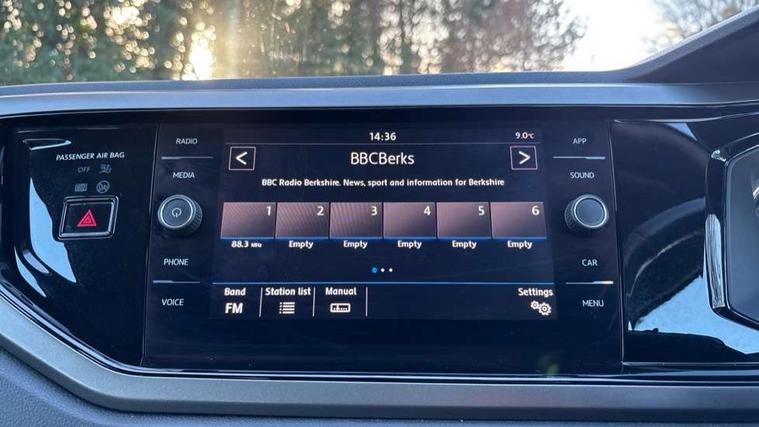 14:36
9.0°C
BBCBerks
BBC Radio Berkshire. News, sport and information for Berkshire
1 2 3 4 5 6
88.3 MHz Empty Empty Empty Empty Empty
Band Station list Manual Settings
FM
PASSENGER AIR BAG
OFF
RADIO
MEDIA
PHONE
VOICE
APP
SOUND
CAR
MENU